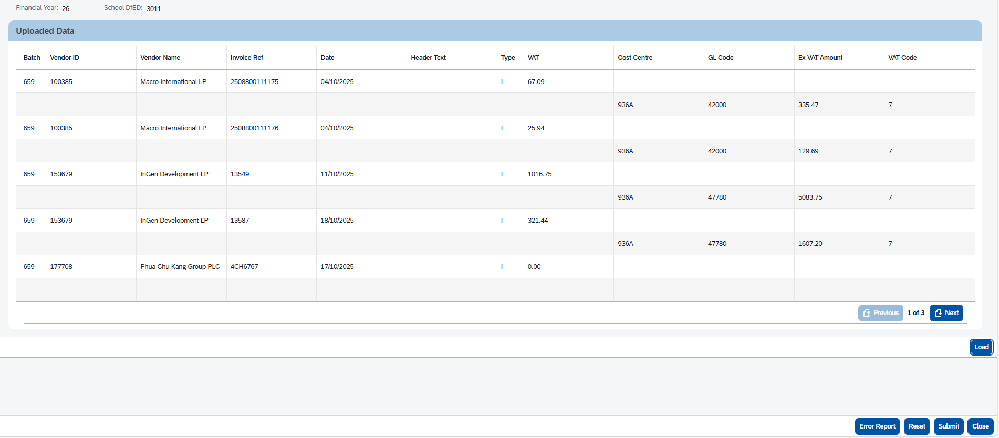 Financial Year: 26 School DfED: 3011
Uploaded Data
Batch Vendor ID Vendor Name Invoice Ref Date Header Text Type VAT Cost Centre GL Code Ex VAT Amount VAT Code
659 100385 Macro International LP 2508800111175 04/10/2025 I 67.09
936A 42000 335.47 7
659 100385 Macro International LP 2508800111176 04/10/2025 I 25.94
936A 42000 129.69 7
659 153679 InGen Development LP 13549 11/10/2025 I 1016.75
936A 47780 5083.75 7
659 153679 InGen Development LP 13587 18/10/2025 I 321.44
936A 47780 1607.20 7
659 177708 Phua Chu Kang Group PLC 4CH6767 17/10/2025 I 0.00
Previous 1 of 3 Next
Load
Error Report Reset Submit Close